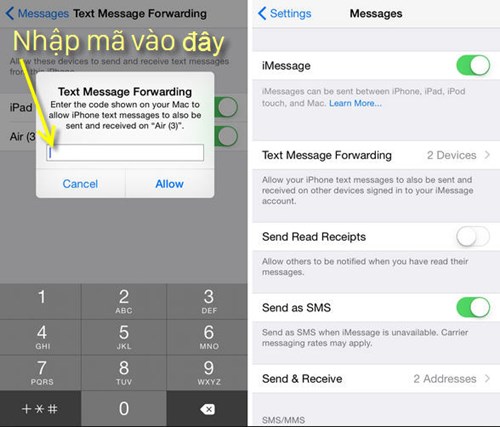 Messages Text Message Forwarding
Nhập mã vào đây
Allow these devices to send and receive text messages
from this iPhone.
Text Message Forwarding
Enter the code shown on your Mac to
allow iPhone text messages to also be
sent and received on “Air (3)”.
iPad
Air (3
Cancel Allow
1
2
ABC
3
DEF
4
GHI
5
JKL
6
MNO
7
PQRS
8
TUV
9
WXYZ
+*#
0
Settings Messages
iMessage
iMessages can be sent between iPhone, iPad, iPod
touch, and Mac. Learn More...
Text Message Forwarding 2 Devices
Allow your iPhone text messages to also be sent and
received on other devices signed in to your iMessage
account.
Send Read Receipts
Allow others to be notified when you have read their
messages.
Send as SMS
Send as SMS when iMessage is unavailable. Carrier
messaging rates may apply.
Send & Receive 2 Addresses
SMS/MMS